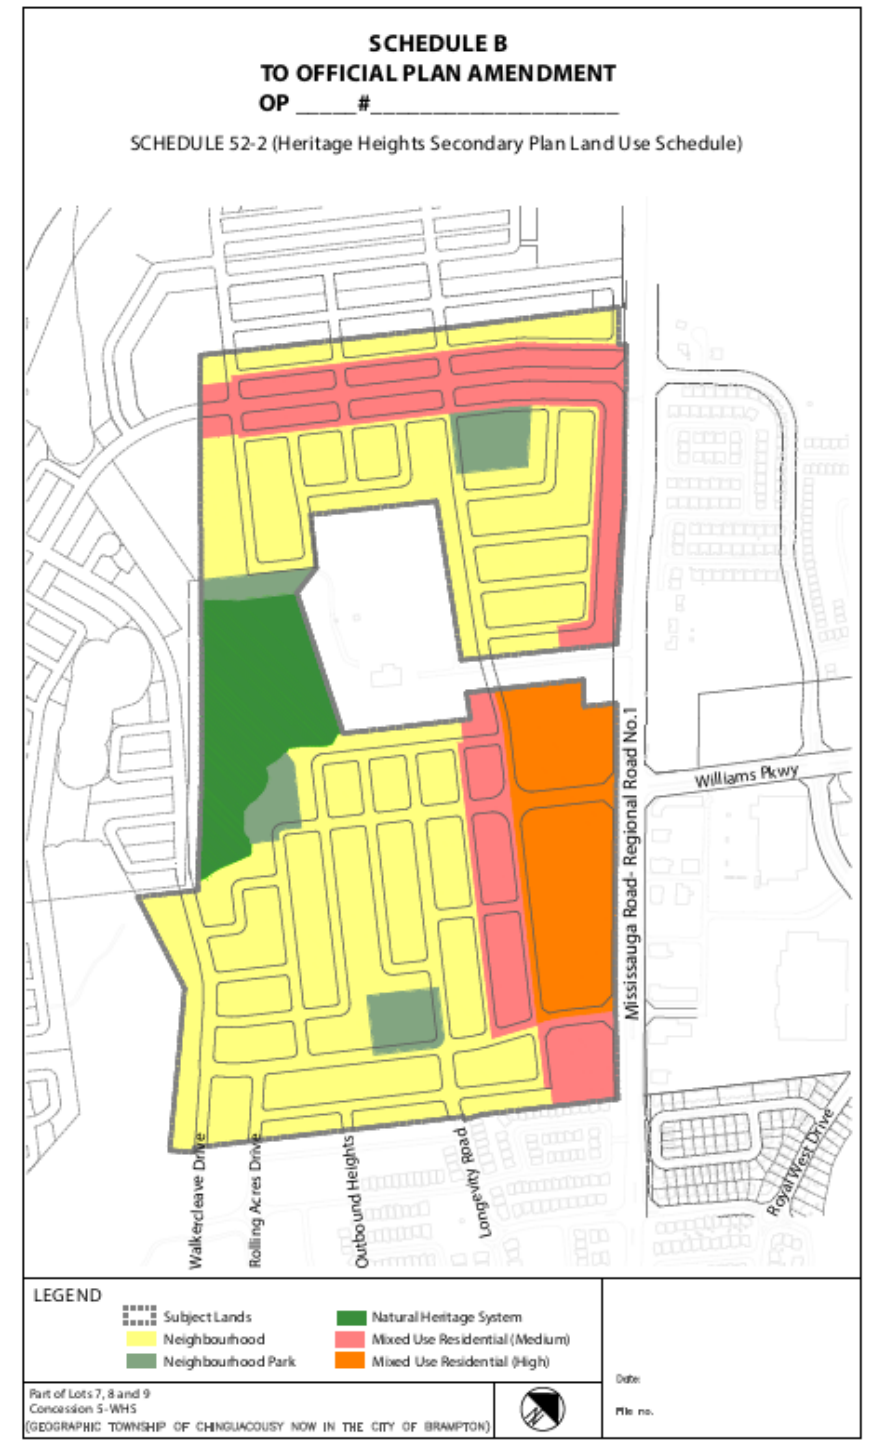 SCHEDULE B
TO OFFICIAL PLAN AMENDMENT
OP _____#____________________
SCHEDULE 52-2 (Heritage Heights Secondary Plan Land Use Schedule)
Mississauga Road- Regional Road No.1
Williams Pkwy
Royal West Drive
Walkercleave Drive
Rolling Acres Drive
Outbound Heights
Longevity Road
LEGEND
Subject Lands
Neighbourhood
Neighbourhood Park
Natural Heritage System
Mixed Use Residential (Medium)
Mixed Use Residential (High)
Part of Lots 7, 8 and 9
Concession 5-WHS
(GEOGRAPHIC TOWNSHIP OF CHINGUACOUSY NOW IN THE CITY OF BRAMPTON)
N
Date:
File no.